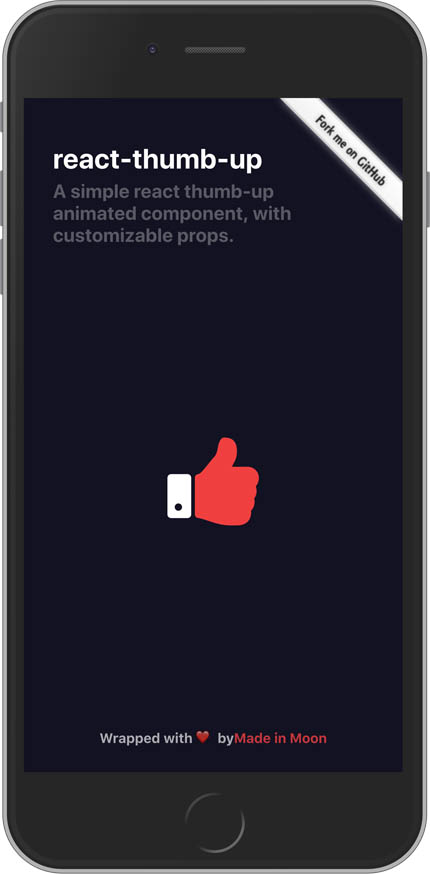 Fork me on GitHub
react-thumb-up
A simple react thumb-up
animated component, with
customizable props.
Wrapped with ❤️ byMade in Moon